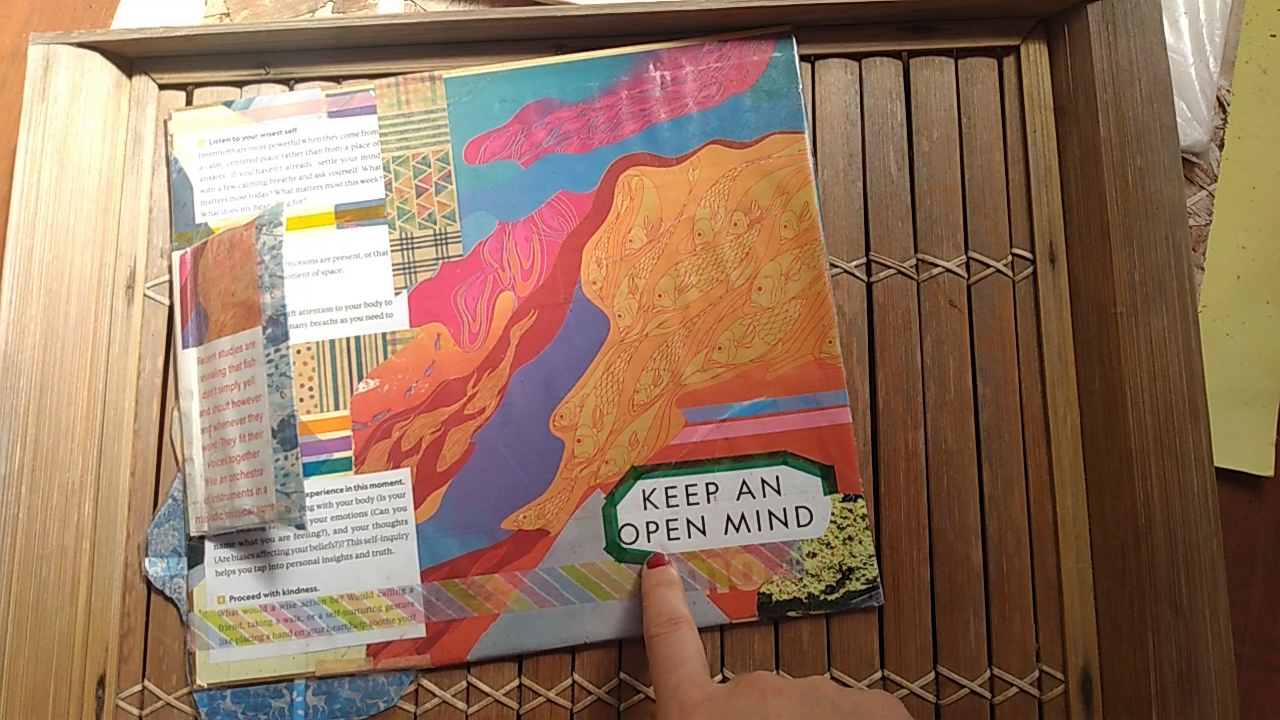 Listen to your wisest self
Intentions are more powerful when they come from
a calm, centered place rather than from a place of
anxiety. If you haven't already, settle your mind
with a few calming breaths and ask yourself, What
matters most today? What matters most this week?
What does my for?
emotions are present, or that
moment of space.
attention to your body to
many breaths as you need to
Recent studies are
revealing that fish
don't simply yell
and shout however
and whenever they
want. They fit their
voices together
like an orchestra
of instruments in a
experience in this moment.
with your body (Is your
your emotions (Can you
name what you are feeling?), and your thoughts
(Are biases affecting your beliefs?)? This self-inquiry
helps you tap into personal insights and truth.
4 Proceed with kindness.
What would a wise action be? Would calling a
friend, taking a walk, or a self-nurturing gesture
like placing a hand on your heart help soothe your
KEEP AN
OPEN MIND